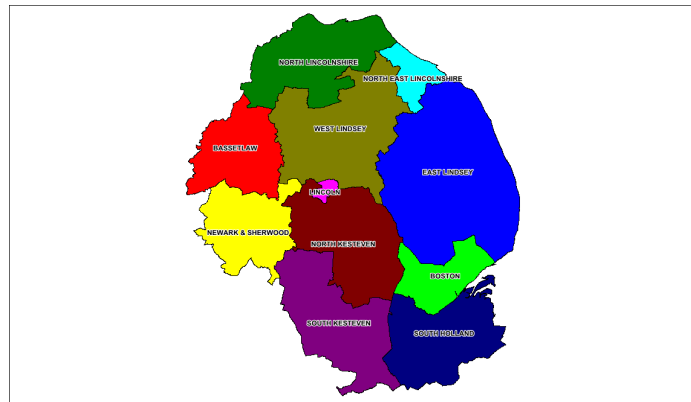 NORTH LINCOLNSHIRE
NORTH EAST LINCOLNSHIRE
WEST LINDSEY
BASSETLAW
EAST LINDSEY
LINCOLN
NEWARK & SHERWOOD
NORTH KESTEVEN
BOSTON
SOUTH KESTEVEN
SOUTH HOLLAND